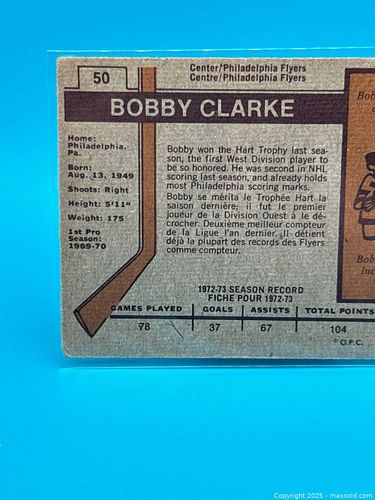 50
Center/Philadelphia Flyers
Centre/Philadelphia Flyers
BOBBY CLARKE
Home:
Philadelphia,
Pa.
Born:
Aug. 13, 1949
Shoots: Right
Height: 5'11"
Weight: 175
1st Pro
Season:
1969-70
Bobby won the Hart Trophy last sea-
son, the first West Division player to
be so honored. He was second in NHL
scoring last season, and already holds
most Philadelphia scoring marks.
Bobby se mérita le Trophée Hart la
saison dernière; il fut le premier
joueur de la Division Ouest à le dé-
crocher. Deuxième meilleur compteur
de la Ligue l'an dernier. Il détient
déjà la plupart des records des Flyers
comme compteur.
Bob
Bob
luc
1972-73 SEASON RECORD
FICHE POUR 1972-73
GAMES PLAYED GOALS ASSISTS TOTAL POINTS
78 37 67 104
©O.P.C.
Copyright 2025 - maxsold.com